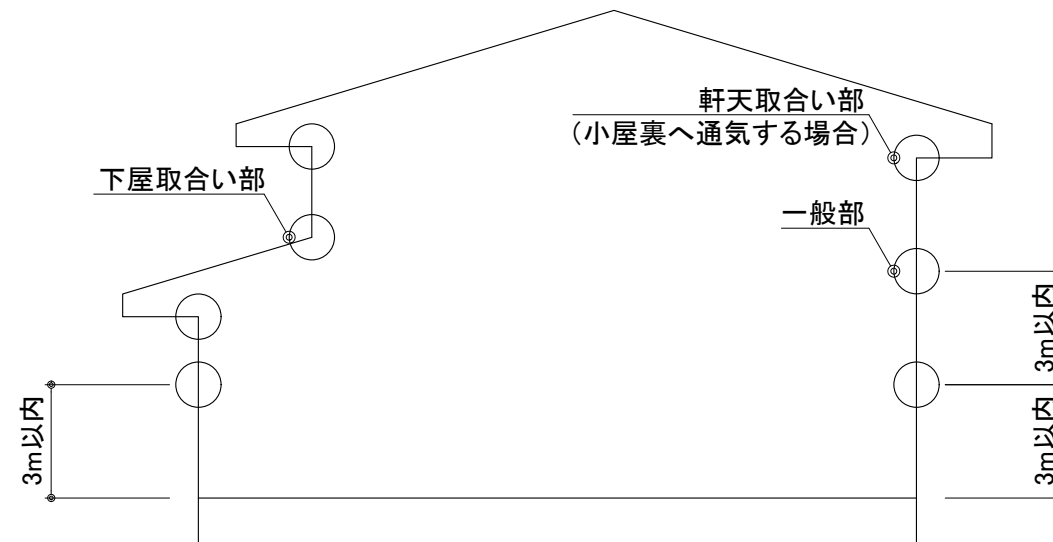 軒天取合い部
（小屋裏へ通気する場合）
下屋取合い部
一般部
3m以内
3m以内
3m以内